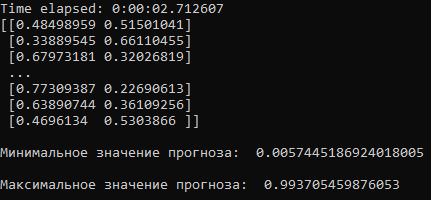 Time elapsed: 0:00:02.712607
[[0.48498959 0.51501041]
 [0.33889545 0.66110455]
 [0.67973181 0.32026819]
 ...
 [0.77309387 0.22690613]
 [0.63890744 0.36109256]
 [0.4696134  0.5303866 ]]
Минимальное значение прогноза:  0.0057445186924018005
Максимальное значение прогноза:  0.993705459876053